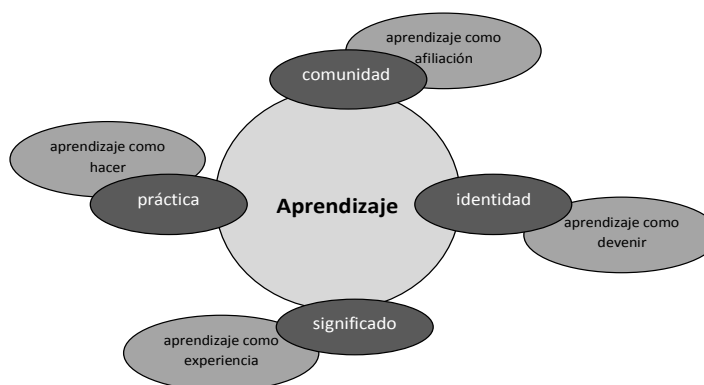 aprendizaje como
afiliación
comunidad
aprendizaje como
hacer
práctica
Aprendizaje
identidad
aprendizaje como
devenir
significado
aprendizaje como
experiencia